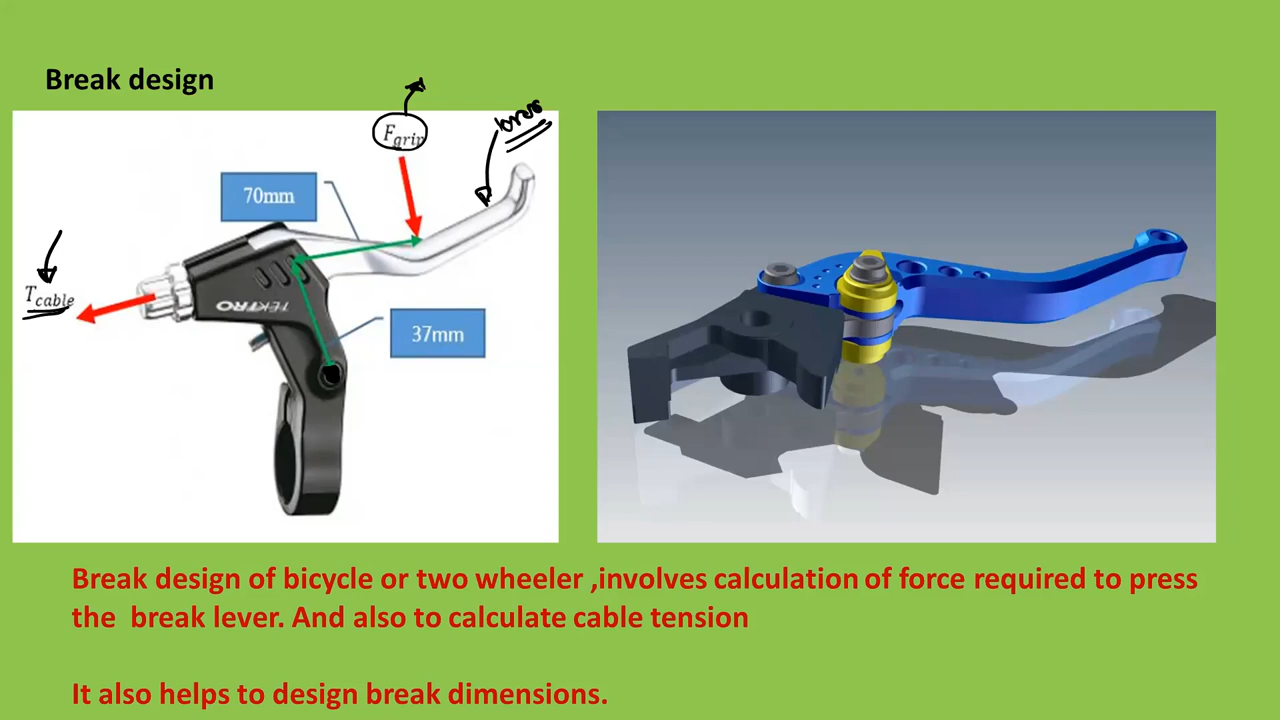 Break design
lever
F_grip
70mm
T_cable
TEKTRO
37mm
Break design of bicycle or two wheeler ,involves calculation of force required to press
the break lever. And also to calculate cable tension
It also helps to design break dimensions.